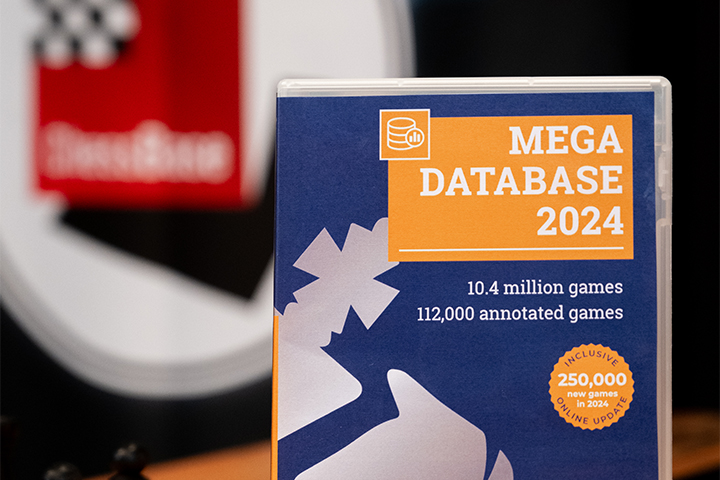 ChessBase
MEGA
DATABASE
2024
10.4 million games
112,000 annotated games
INCLUSIVE
250,000
new games
in 2024
ONLINE UPDATE